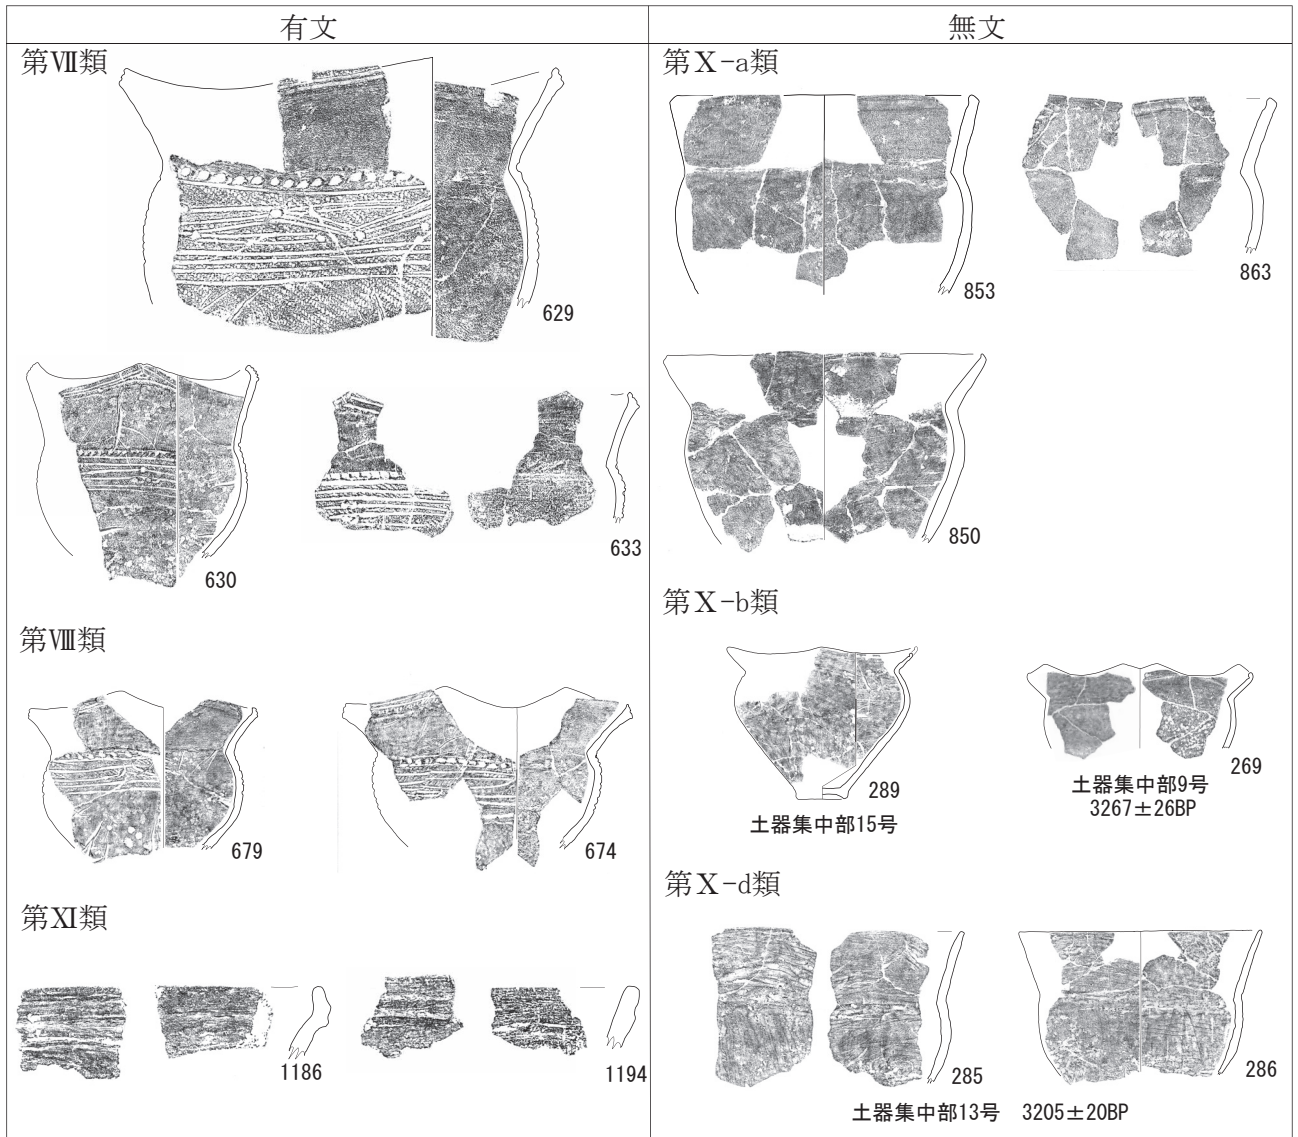 有文
無文
第Ⅶ類
629
630
633
第Ⅷ類
679
674
第Ⅺ類
1186
1194
第Ⅹ-a類
853
863
850
第Ⅹ-b類
289
土器集中部15号
269
土器集中部9号
3267±26BP
第Ⅹ-d類
285
286
土器集中部13号 3205±20BP